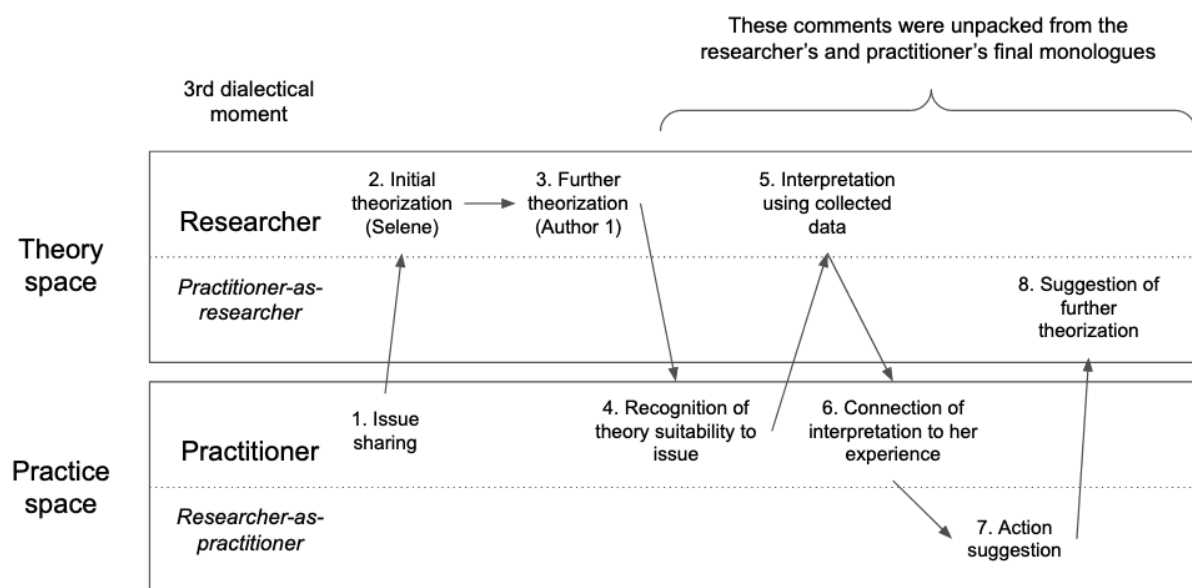 These comments were unpacked from the
researcher's and practitioner's final monologues
3rd dialectical
moment
Theory
space
Researcher
2. Initial
theorization
(Selene)
3. Further
theorization
(Author 1)
5. Interpretation
using collected
data
Practitioner-as-
researcher
8. Suggestion of
further
theorization
Practice
space
Practitioner
1. Issue
sharing
4. Recognition of
theory suitability to
issue
6. Connection of
interpretation to her
experience
Researcher-as-
practitioner
7. Action
suggestion